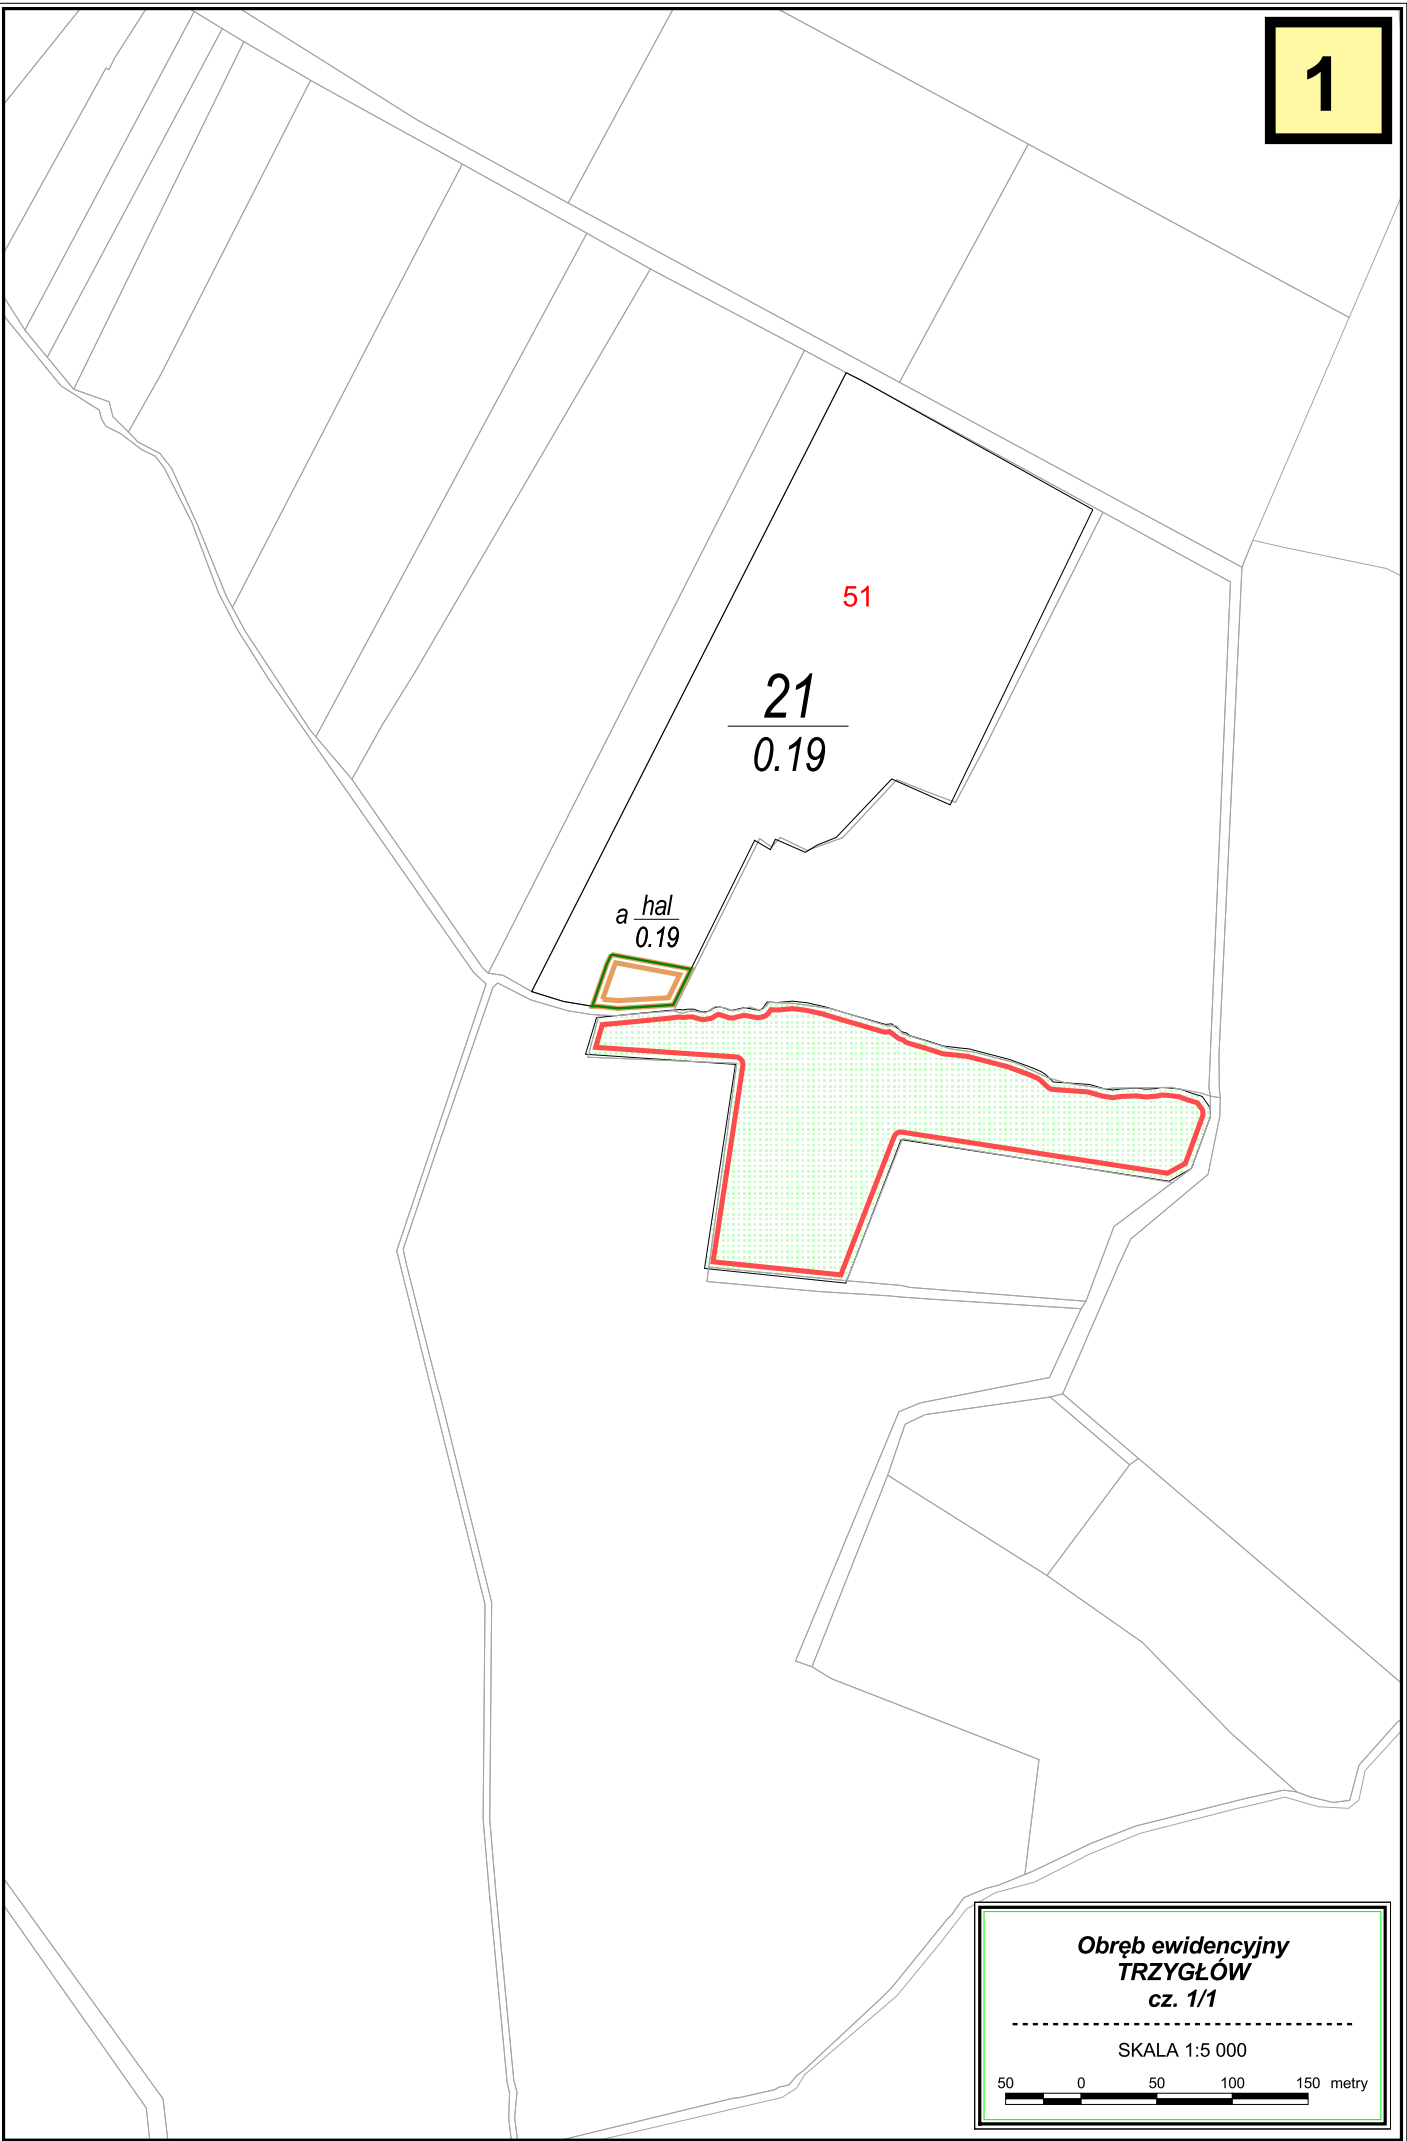 1
51
21
0.19
a hal
0.19
Obręb ewidencyjny
TRZYGŁÓW
cz. 1/1
SKALA 1:5 000
50 0 50 100 150 metry